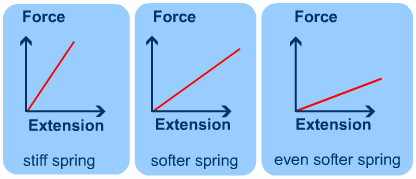 Force
Extension
stiff spring
Force
Extension
softer spring
Force
Extension
even softer spring